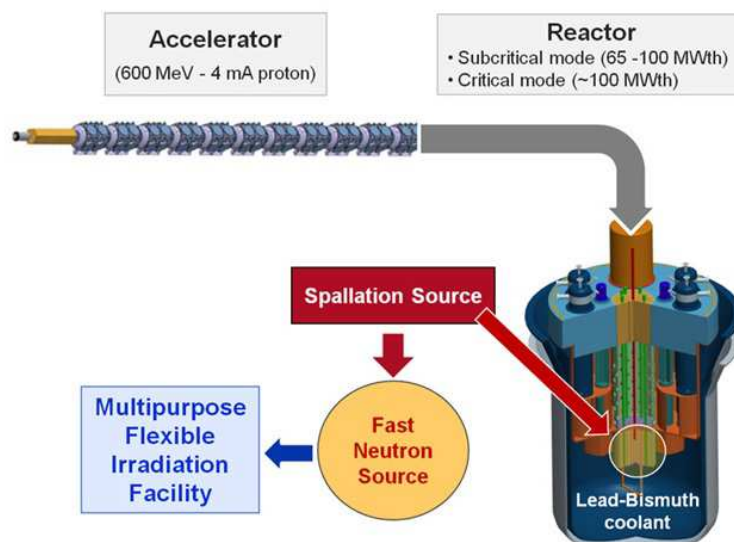 Accelerator
(600 MeV - 4 mA proton)
Reactor
• Subcritical mode (65 -100 MWth)
• Critical mode (~100 MWth)
Spallation Source
Multipurpose
Flexible
Irradiation
Facility
Fast
Neutron
Source
Lead-Bismuth
coolant